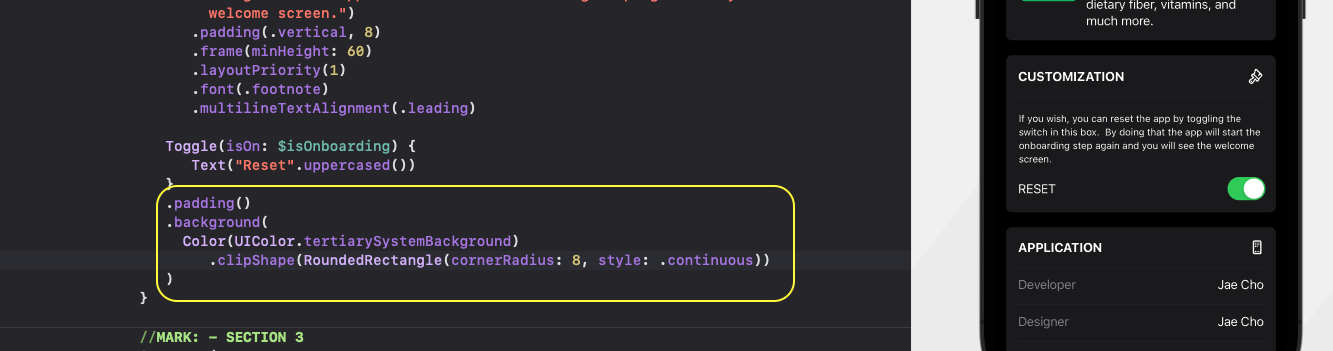 welcome screen.")
.padding(.vertical, 8)
.frame(minHeight: 60)
.layoutPriority(1)
.font(.footnote)
.multilineTextAlignment(.leading)
Toggle(isOn: $isOnboarding) {
Text("Reset".uppercased())
}
.padding()
.background(
Color(UIColor.tertiarySystemBackground)
.clipShape(RoundedRectangle(cornerRadius: 8, style: .continuous))
)
}
//MARK: - SECTION 3
dietary fiber, vitamins, and
much more.
CUSTOMIZATION
If you wish, you can reset the app by toggling the
switch in this box. By doing that the app will start the
onboarding step again and you will see the welcome
screen.
RESET
APPLICATION
Developer Jae Cho
Designer Jae Cho